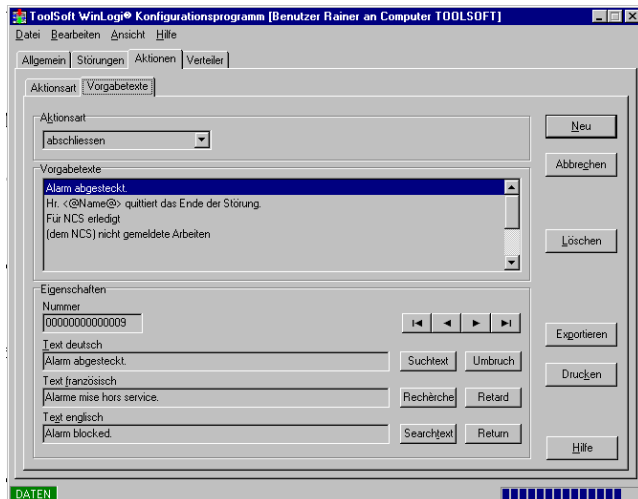 ToolSoft WinLogi® Konfigurationsprogramm [Benutzer Rainer an Computer TOOLSOFT]
Datei Bearbeiten Ansicht Hilfe
Allgemein Störungen Aktionen Verteiler
Aktionsart Vorgabetexte
Aktionsart
abschliessen
Neu
Abbrechen
Vorgabetexte
Alarm abgesteckt.
Hr. <@Name@> quittiert das Ende der Störung.
Für NCS erledigt
(dem NCS) nicht gemeldete Arbeiten
Löschen
Eigenschaften
Nummer
00000000000009
Text deutsch
Alarm abgesteckt.
Suchtext Umbruch
Exportieren
Text französisch
Alarme mise hors service.
Rechèrche Retard
Drucken
Text englisch
Alarm blocked.
Searchtext Return
Hilfe
DATEN